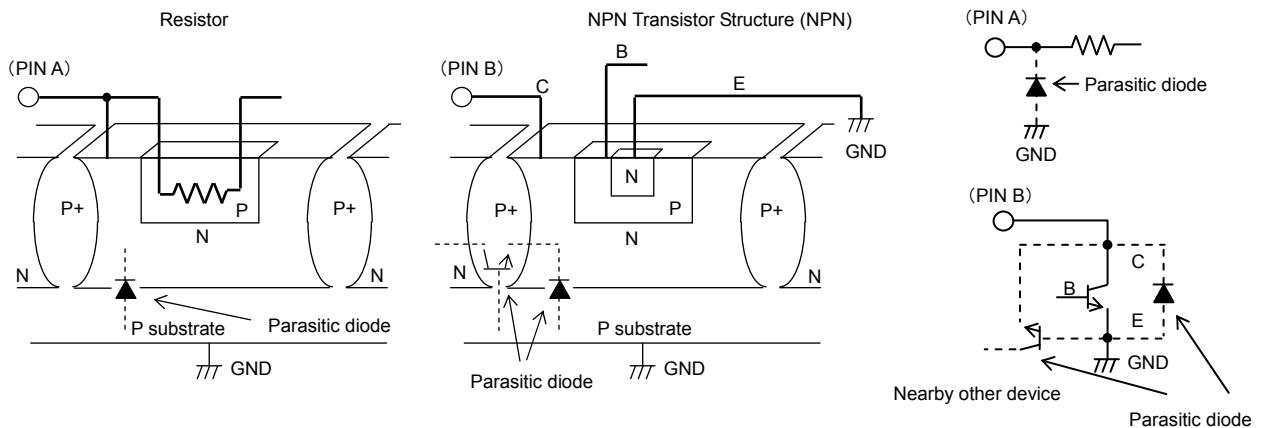 Resistor
(PIN A)
P+
P
P+
N
N
N
P substrate
Parasitic diode
GND
NPN Transistor Structure (NPN)
(PIN B)
C
B
E
GND
P+
N
P
P+
N
N
N
P substrate
Parasitic diode
GND
(PIN A)
Parasitic diode
GND
(PIN B)
C
B
E
GND
Nearby other device
Parasitic diode